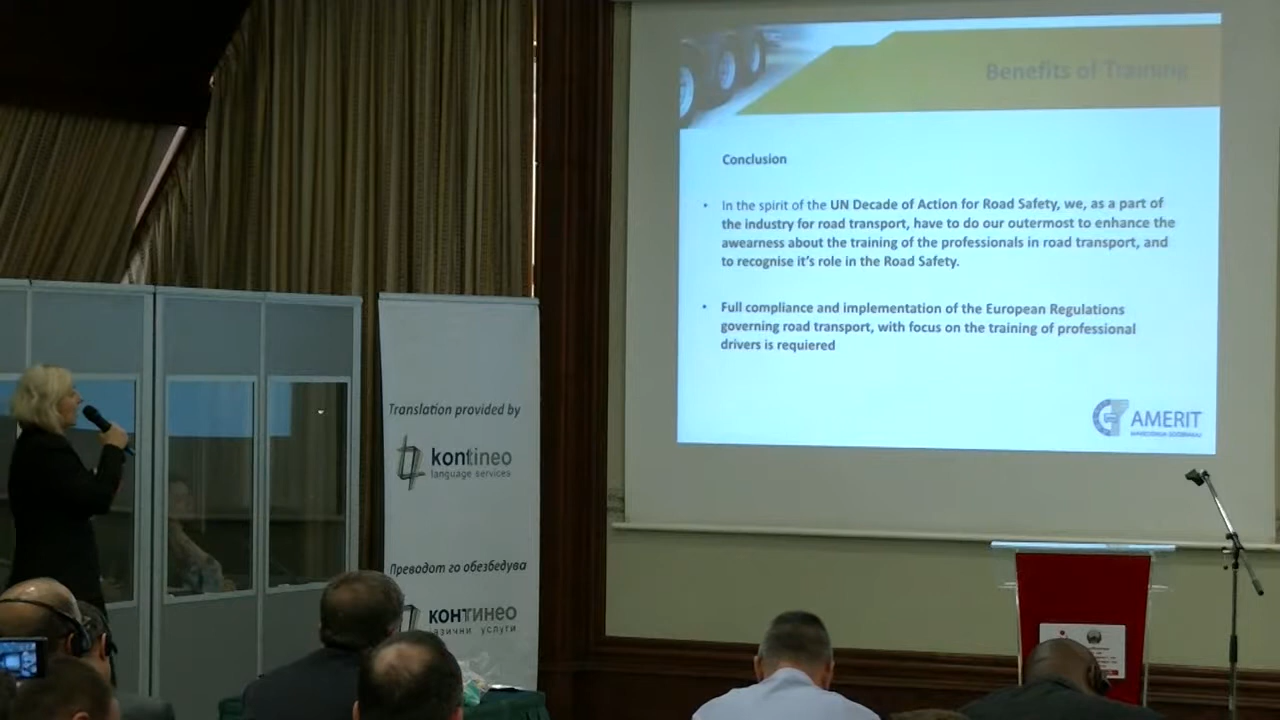 Benefits of Training
Conclusion
• In the spirit of the UN Decade of Action for Road Safety, we, as a part of
the industry for road transport, have to do our outermost to enhance the
awearness about the training of the professionals in road transport, and
to recognise it's role in the Road Safety.
• Full compliance and implementation of the European Regulations
governing road transport, with focus on the training of professional
drivers is requiered
AMERIT
Translation provided by
kontineo
language services
Преводот го обезбедува
КОНТИНЕО
услуги